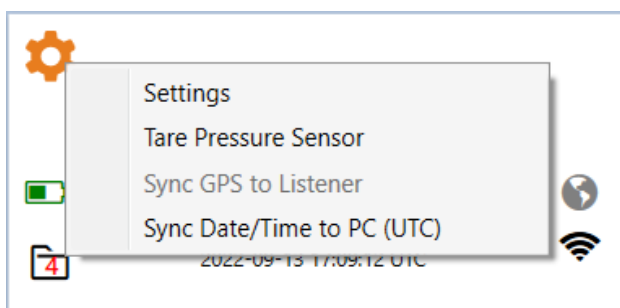 Settings
Tare Pressure Sensor
Sync GPS to Listener
Sync Date/Time to PC (UTC)
4
2022-09-13 17:09:12 UTC